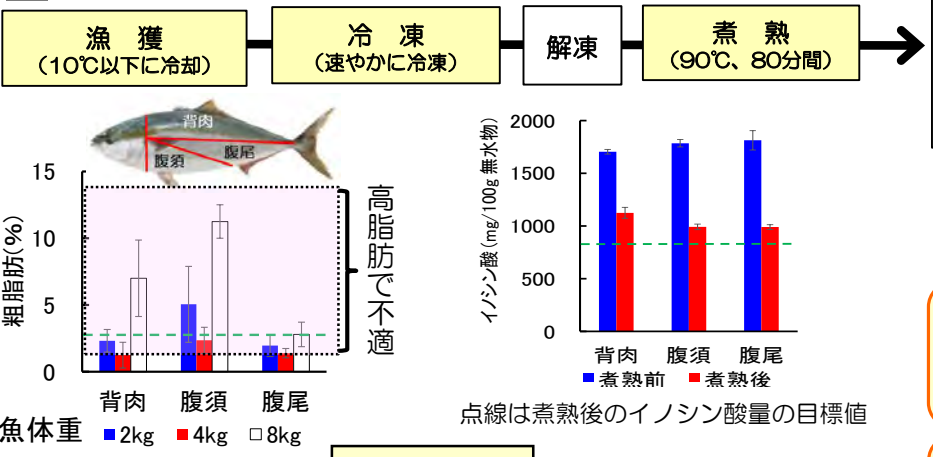 漁 獲
(10℃以下に冷却)
冷 凍
(速やかに冷凍)
解凍
煮 熟
(90℃、80分間)
背肉
腹須
腹尾
粗脂肪(%)
15
10
5
0
背肉 腹須 腹尾
魚体重 2kg 4kg 8kg
高脂肪で不適
イノシン酸(mg/100g 無水物)
2000
1500
1000
500
0
背肉 腹須 腹尾
煮熟前 煮熟後
点線は煮熟後のイノシン酸量の目標値